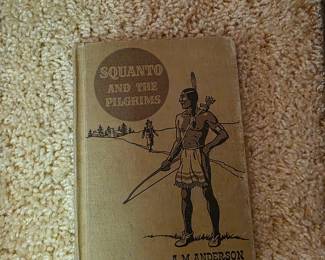 SQUANTO
AND THE
PILGRIMS
A.M. ANDERSON